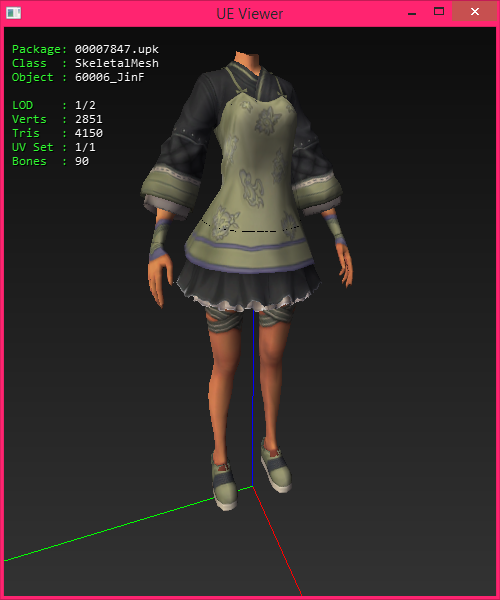 UE Viewer
Package: 00007847.upk
Class : SkeletalMesh
Object : 60006_JinF
LOD : 1/2
Verts : 2851
Tris : 4150
UV Set : 1/1
Bones : 90